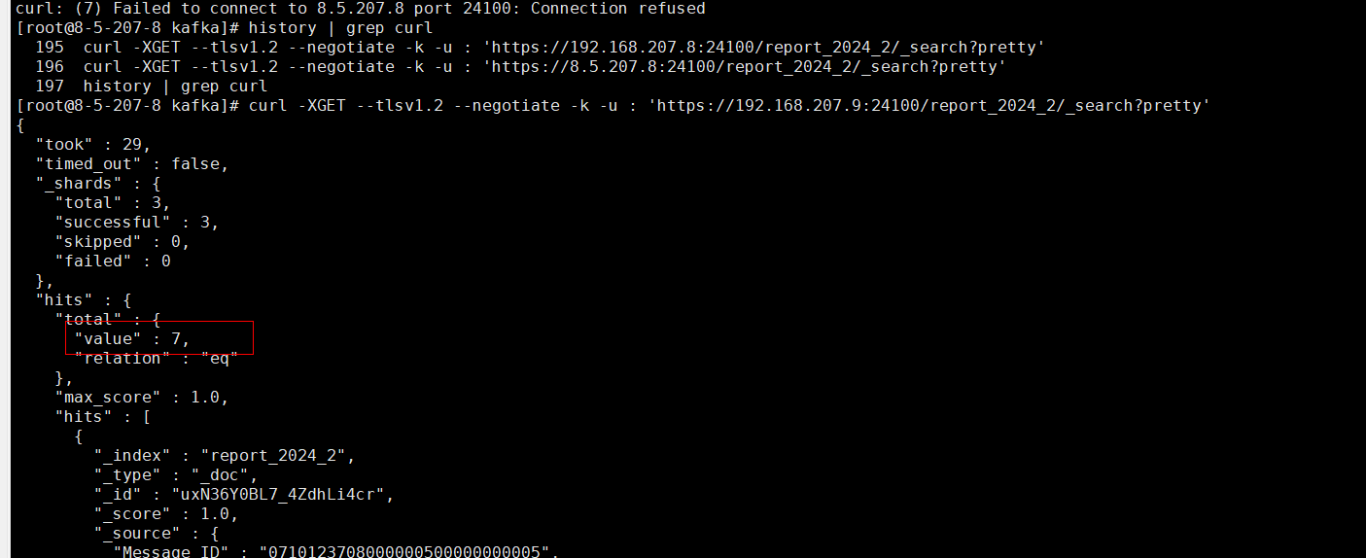 curl: (7) Failed to connect to 8.5.207.8 port 24100: Connection refused
[root@8-5-207-8 kafka]# history | grep curl
  195  curl -XGET --tlsv1.2 --negotiate -k -u : 'https://192.168.207.8:24100/report_2024_2/_search?pretty'
  196  curl -XGET --tlsv1.2 --negotiate -k -u : 'https://8.5.207.8:24100/report_2024_2/_search?pretty'
  197  history | grep curl
[root@8-5-207-8 kafka]# curl -XGET --tlsv1.2 --negotiate -k -u : 'https://192.168.207.9:24100/report_2024_2/_search?pretty'
{
  "took" : 29,
  "timed_out" : false,
  "_shards" : {
    "total" : 3,
    "successful" : 3,
    "skipped" : 0,
    "failed" : 0
  },
  "hits" : {
    "total" : {
      "value" : 7,
      "relation" : "eq"
    },
    "max_score" : 1.0,
    "hits" : [
      {
        "_index" : "report_2024_2",
        "_type" : "_doc",
        "_id" : "uxN36Y0BL7_4ZdhLi4cr",
        "_score" : 1.0,
        "_source" : {
          "Message_ID" : "0710123708000000500000000005",